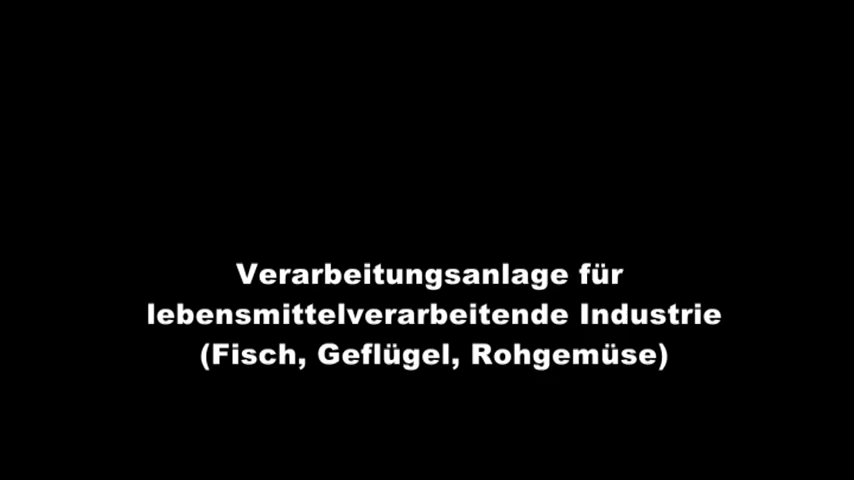 Verarbeitungsanlage für
lebensmittelverarbeitende Industrie
(Fisch, Geflügel, Rohgemüse)